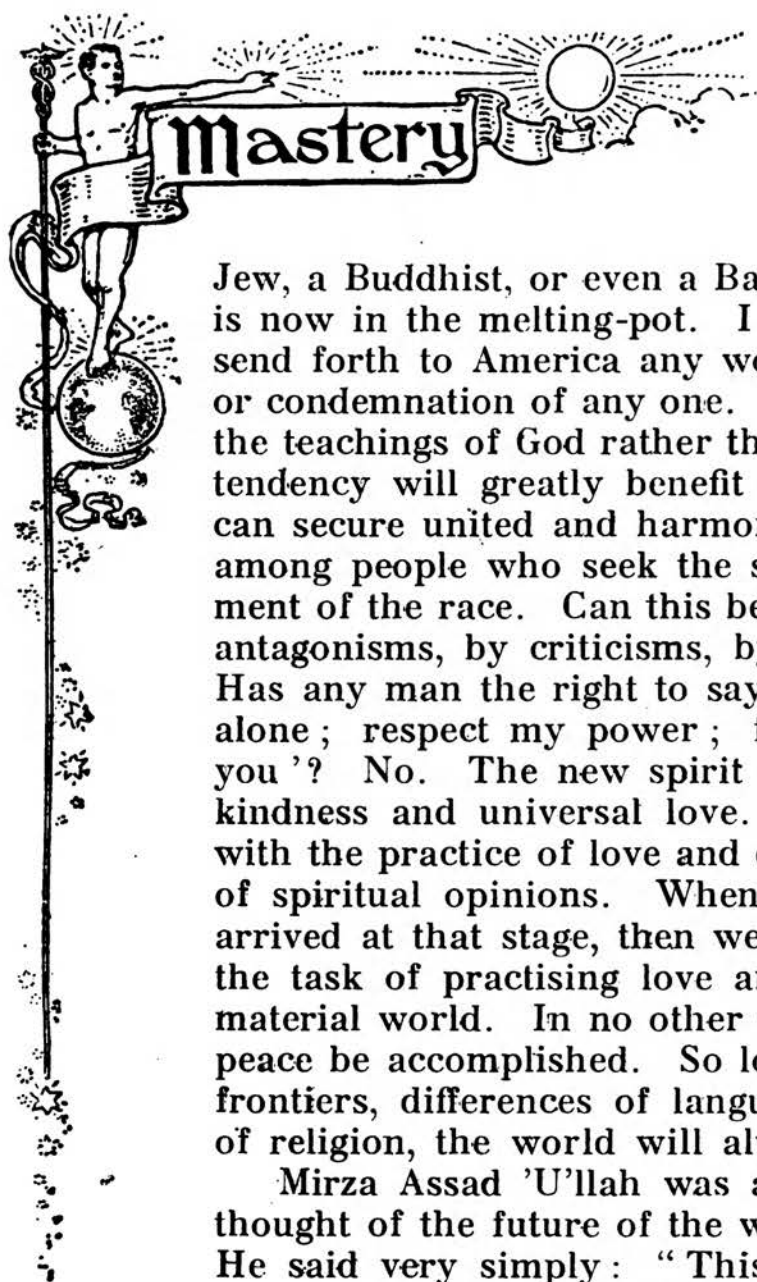 Mastery
Jew, a Buddhist, or even a Ba
is now in the melting-pot. I
send forth to America any wo
or condemnation of any one.
the teachings of God rather th
tendency will greatly benefit
can secure united and harmo
among people who seek the s
ment of the race. Can this be
antagonisms, by criticisms, b
Has any man the right to say
alone ; respect my power ; f
you '? No. The new spirit
kindness and universal love.
with the practice of love and
of spiritual opinions. When
arrived at that stage, then we
the task of practising love a
material world. In no other
peace be accomplished. So lo
frontiers, differences of langu
of religion, the world will al
Mirza Assad 'U'llah was a
thought of the future of the w
He said very simply : “ This